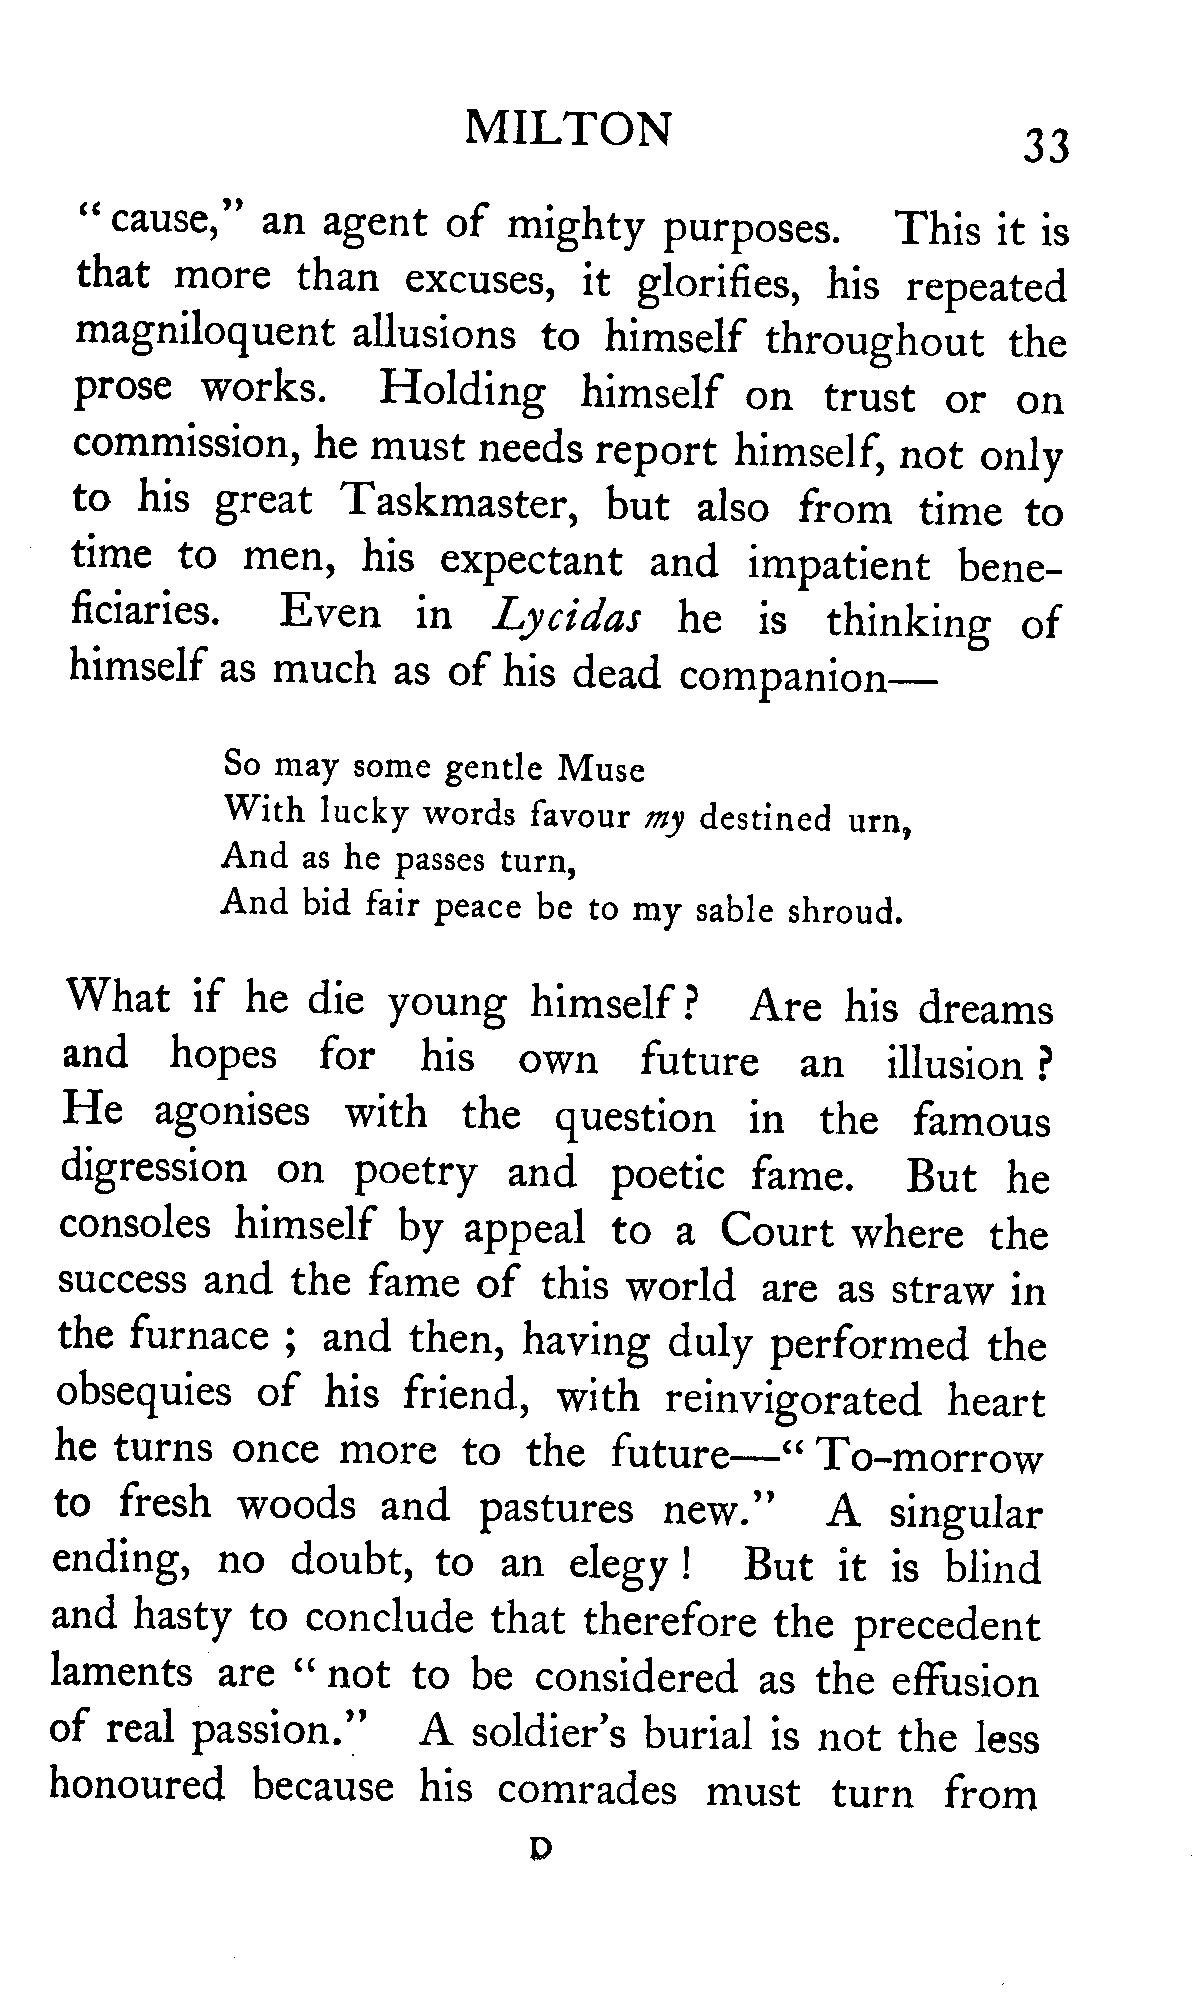 MILTON 33
" cause," an agent of mighty purposes. This it is
that more than excuses, it glorifies, his repeated
magniloquent allusions to himself throughout the
prose works. Holding himself on trust or on
commission, he must needs report himself, not only
to his great Taskmaster, but also from time to
time to men, his expectant and impatient bene-
ficiaries. Even in Lycidas he is thinking of
himself as much as of his dead companion—
So may some gentle Muse
With lucky words favour my destined urn,
And as he passes turn,
And bid fair peace be to my sable shroud.
What if he die young himself ? Are his dreams
and hopes for his own future an illusion ?
He agonises with the question in the famous
digression on poetry and poetic fame. But he
consoles himself by appeal to a Court where the
success and the fame of this world are as straw in
the furnace ; and then, having duly performed the
obsequies of his friend, with reinvigorated heart
he turns once more to the future—" To-morrow
to fresh woods and pastures new." A singular
ending, no doubt, to an elegy ! But it is blind
and hasty to conclude that therefore the precedent
laments are " not to be considered as the effusion
of real passion." A soldier's burial is not the less
honoured because his comrades must turn from
D